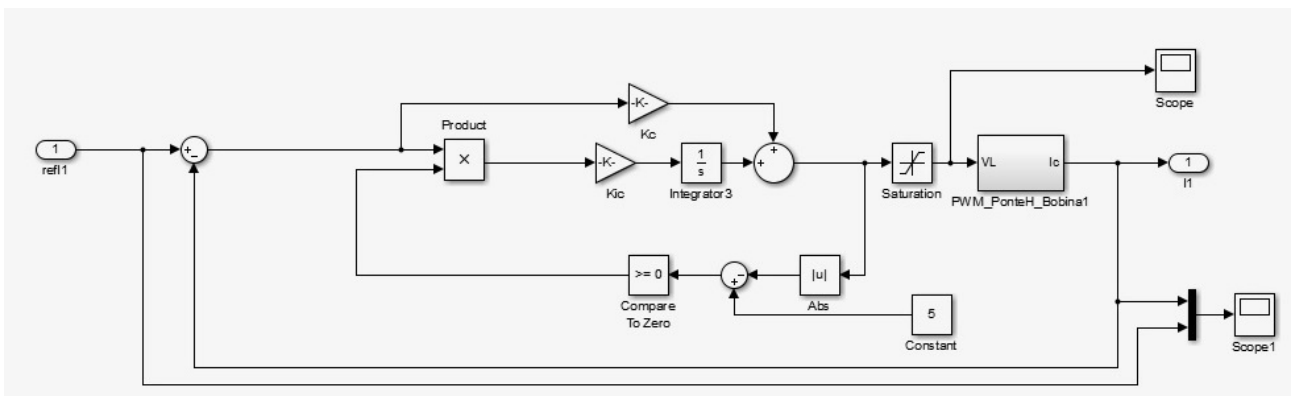 Scope
-K-
Kc
Product
1
refI1
+
−
×
-K-
Kic
1
s
Integrator3
+
+
Saturation
VL
Ic
PWM_PonteH_Bobina1
1
I1
>= 0
Compare
To Zero
−
+
|u|
Abs
5
Constant
Scope1